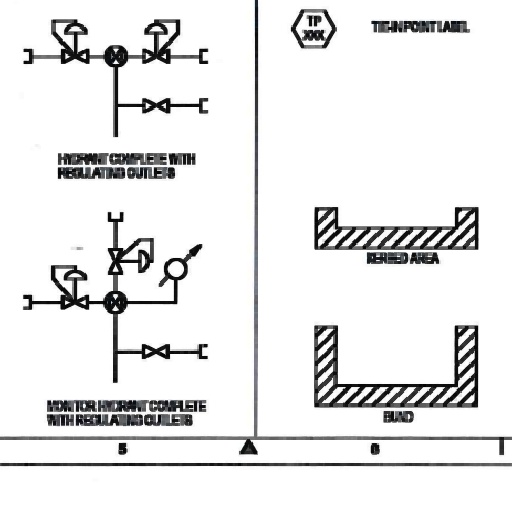 TP
XXX
TIE-IN POINT LABEL
HYDRANT COMPLETE WITH
REGULATING OUTLETS
KERBED AREA
MONITOR HYDRANT COMPLETE
WITH REGULATING OUTLETS
BUND
5
6